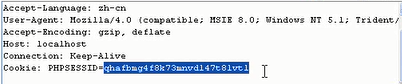 Accept-Language: zh-cn
User-Agent: Mozilla/4.0 (compatible; MSIE 8.0; Windows NT 5.1; Trident/
Accept-Encoding: gzip, deflate
Host: localhost
Connection: Keep-Alive
Cookie: PHPSESSID=qhafbmg4f8k73mnvdl47t8lvt1